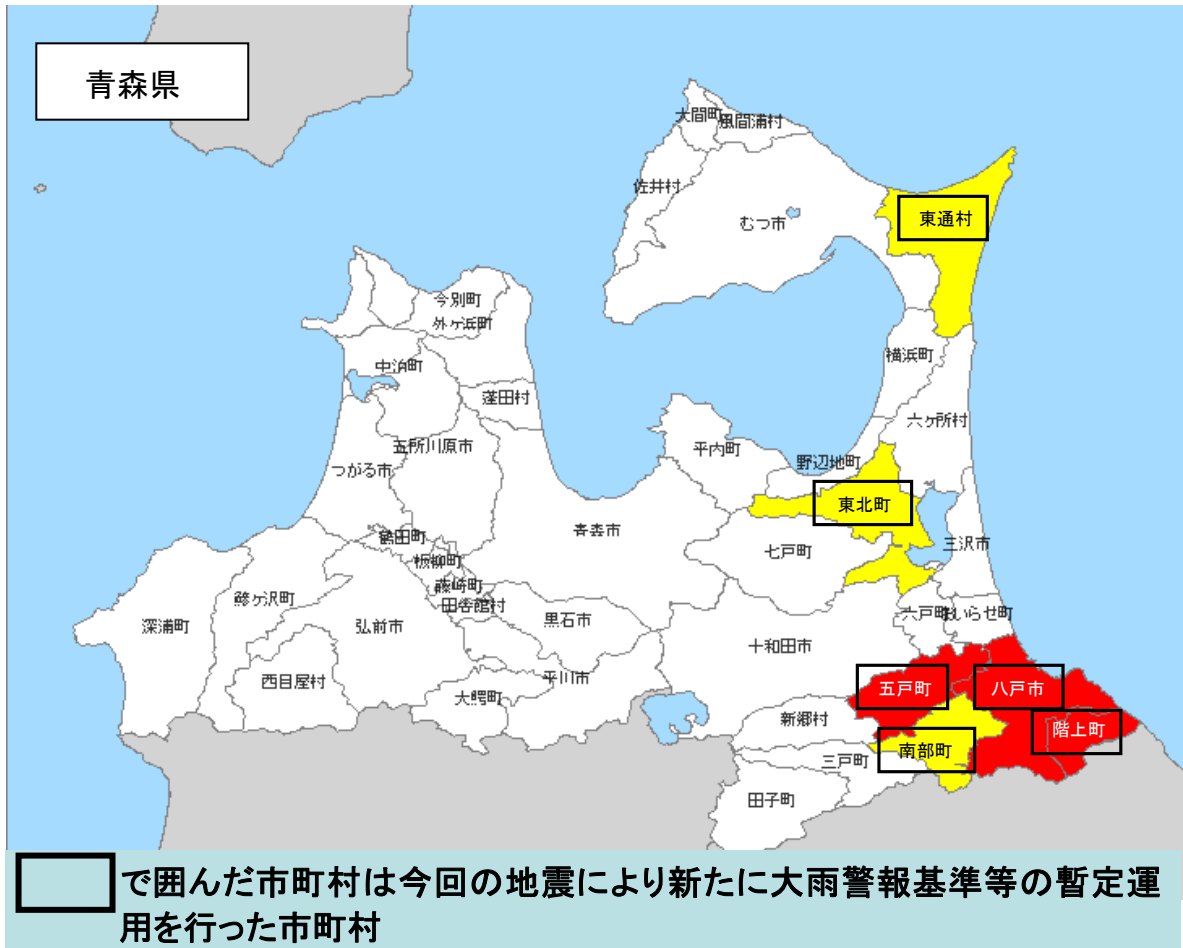 青森県
大間町
風間浦村
佐井村
むつ市
東通村
今別町
外ヶ浜町
横浜町
中泊町
蓬田村
六ヶ所村
五所川原市
平内町
野辺地町
つがる市
東北町
青森市
鶴田町
三沢市
七戸町
板柳町
藤崎町
鰺ヶ沢町
田舎館村
六戸町
おいらせ町
深浦町
弘前市
黒石市
十和田市
西目屋村
平川市
五戸町
八戸市
大鰐町
新郷村
階上町
三戸町
南部町
田子町
で囲んだ市町村は今回の地震により新たに大雨警報基準等の暫定運
用を行った市町村